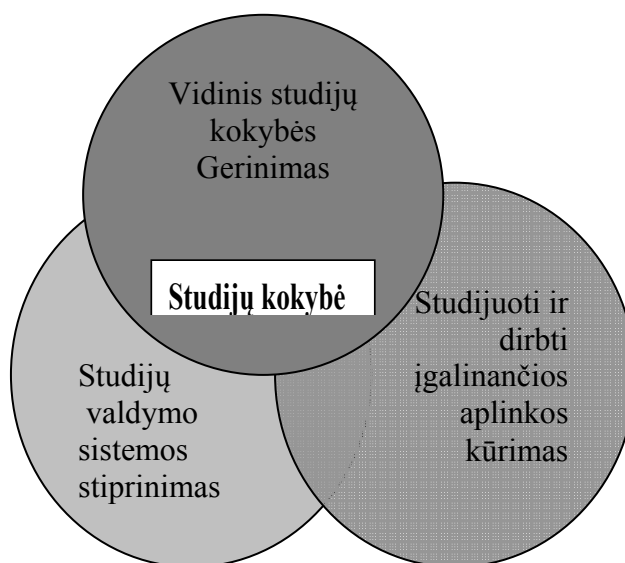 Vidinis studijų
kokybės
Gerinimas
Studijų kokybė
Studijų
valdymo
sistemos
stiprinimas
Studijuoti ir
dirbti
įgalinančios
aplinkos
kūrimas